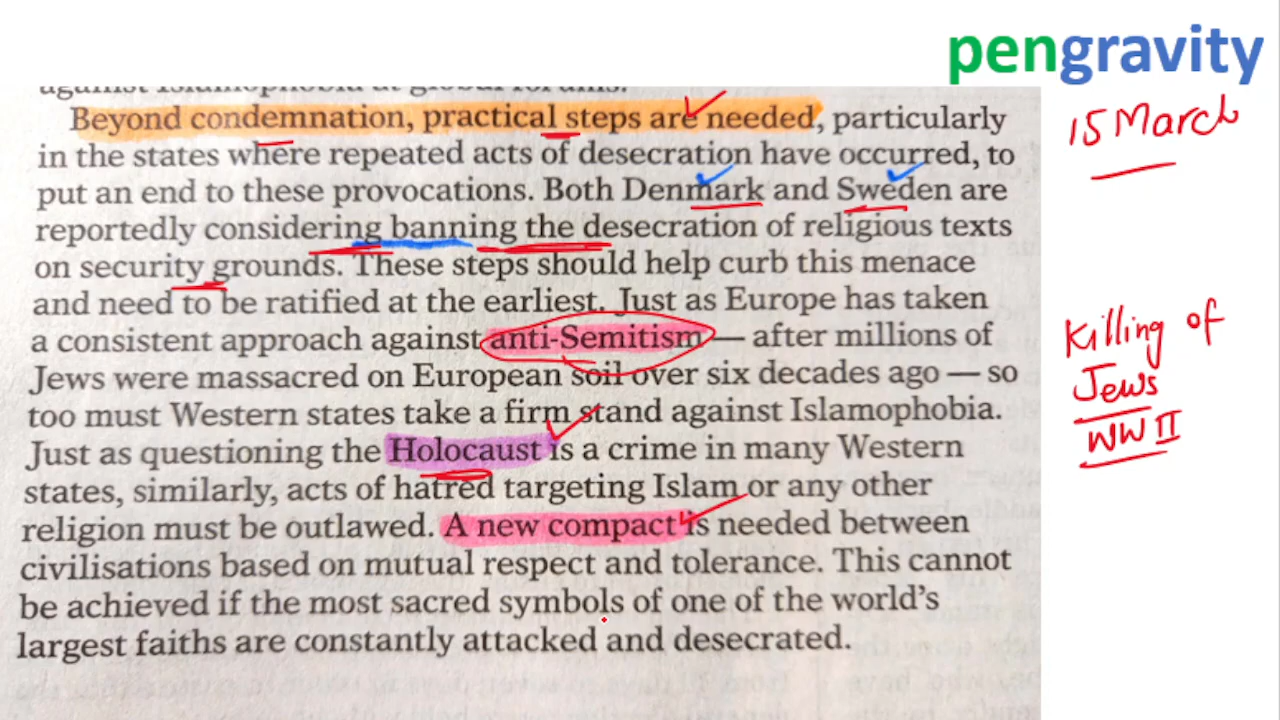 pengravity
against Islamophobia at global forums.
Beyond condemnation, practical steps are needed, particularly
in the states where repeated acts of desecration have occurred, to
put an end to these provocations. Both Denmark and Sweden are
reportedly considering banning the desecration of religious texts
on security grounds. These steps should help curb this menace
and need to be ratified at the earliest. Just as Europe has taken
a consistent approach against anti-Semitism — after millions of
Jews were massacred on European soil over six decades ago — so
too must Western states take a firm stand against Islamophobia.
Just as questioning the Holocaust is a crime in many Western
states, similarly, acts of hatred targeting Islam or any other
religion must be outlawed. A new compact is needed between
civilisations based on mutual respect and tolerance. This cannot
be achieved if the most sacred symbols of one of the world's
largest faiths are constantly attacked and desecrated.
15 March
Killing of
Jews
WW II